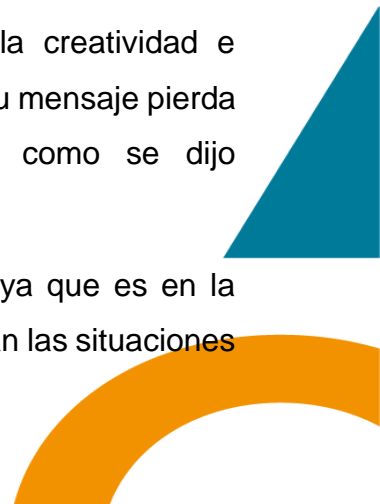 la creatividad e
u mensaje pierda
como se dijo
ya que es en la
n las situaciones